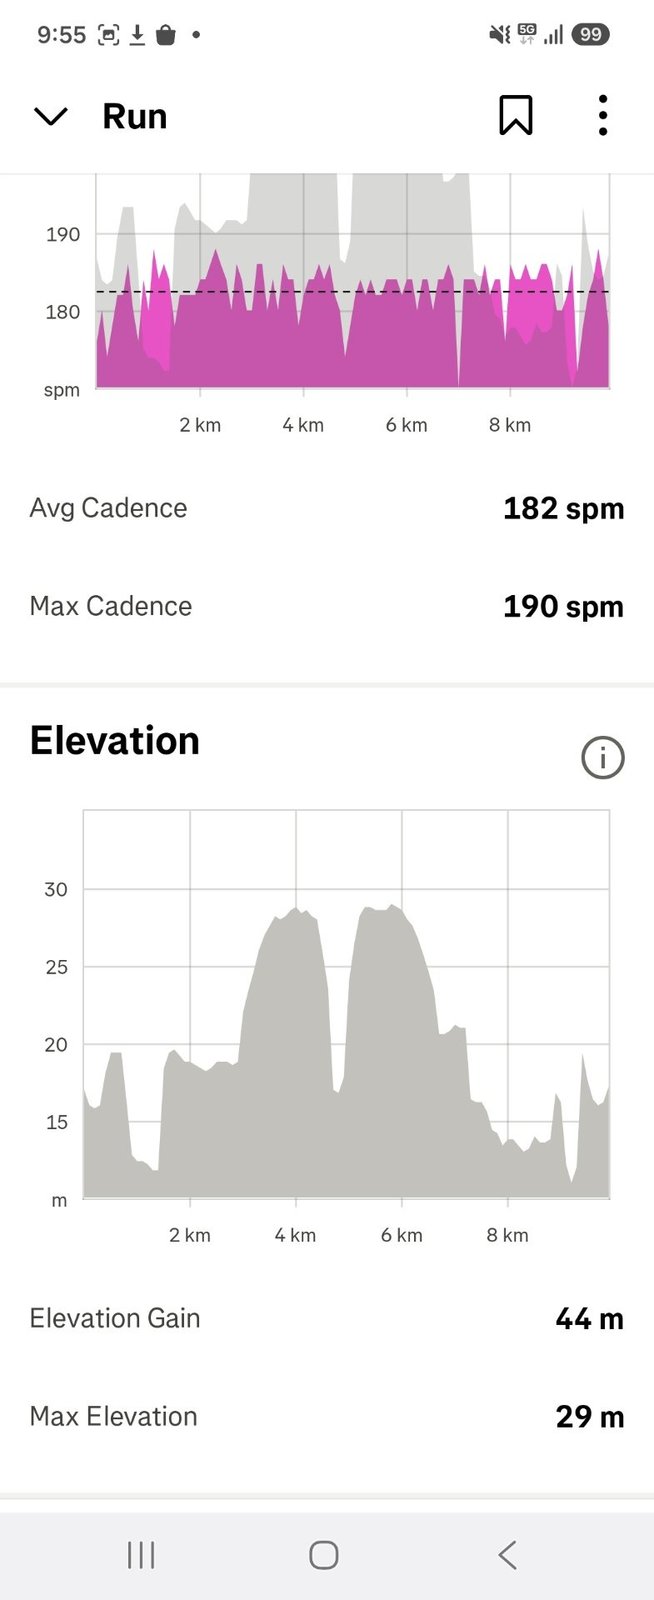 9:55
5G
99
Run
190
180
spm
2 km 4 km 6 km 8 km
Avg Cadence 182 spm
Max Cadence 190 spm
Elevation
i
30
25
20
15
m
2 km 4 km 6 km 8 km
Elevation Gain 44 m
Max Elevation 29 m